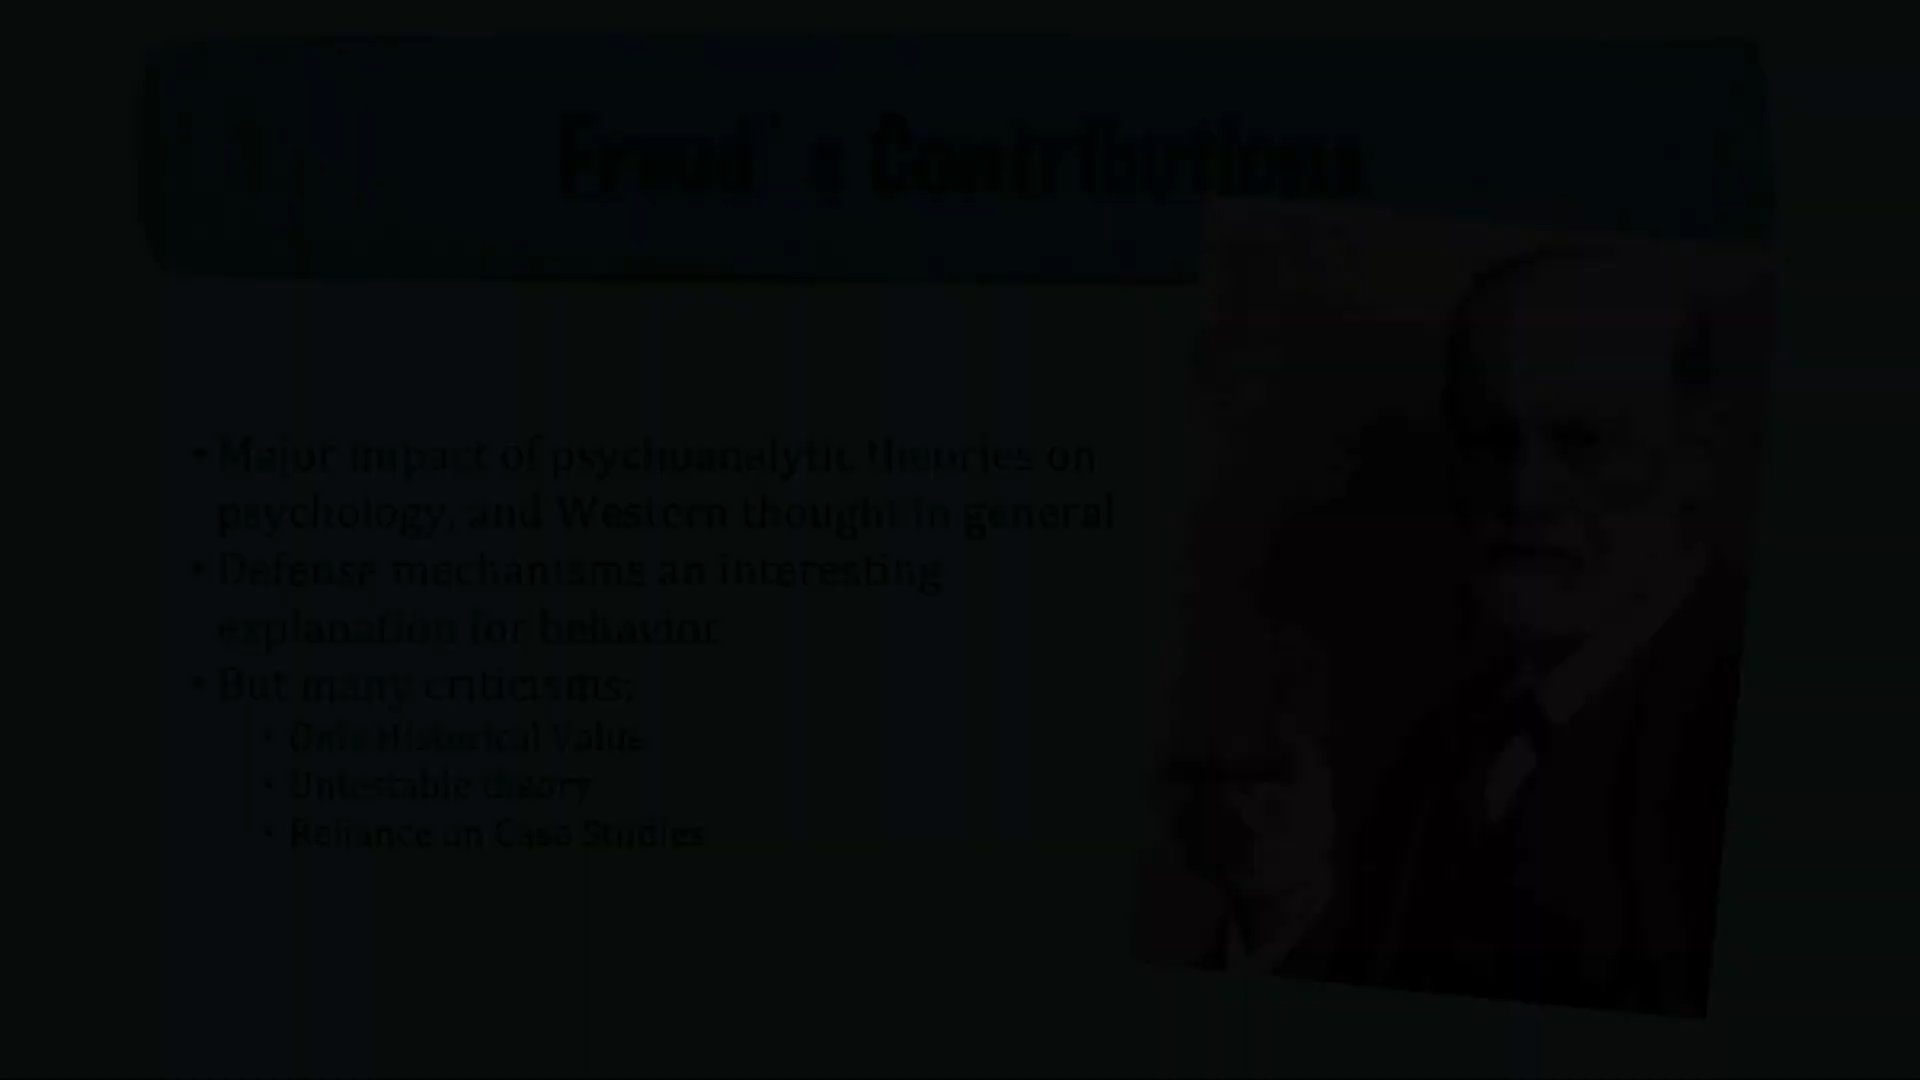 Freud's Contributions
• Major impact of psychoanalytic theories on
psychology, and Western thought in general
• Defense mechanisms an interesting
explanation for behavior
• But many criticisms:
• Only Historical Value
• Untestable theory
• Reliance on Case Studies